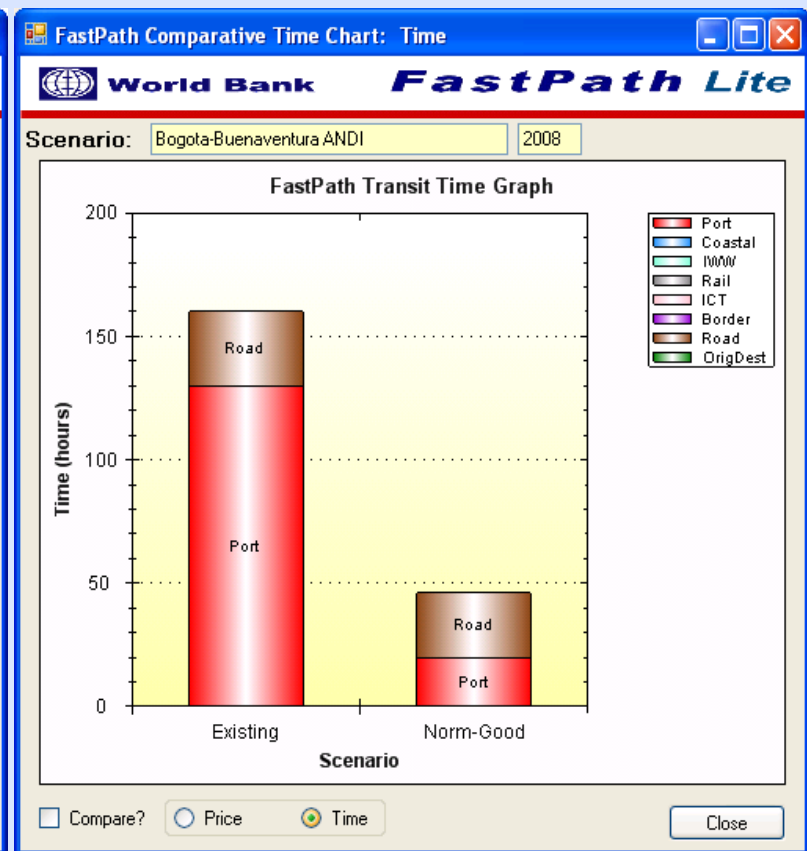 FastPath Comparative Time Chart: Time
World Bank FastPath Lite
Scenario: Bogota-Buenaventura ANDI 2008
FastPath Transit Time Graph
200
150
100
50
0
Time (hours)
Road
Port
Road
Port
Existing Norm-Good
Scenario
Port
Coastal
IWW
Rail
ICT
Border
Road
OrigDest
Compare? Price Time Close